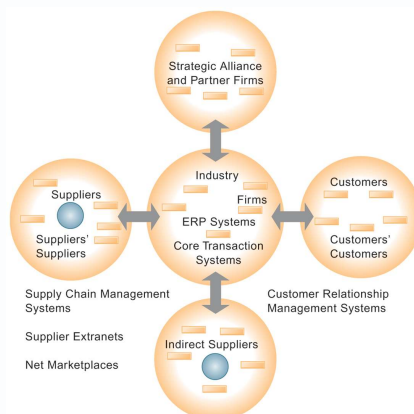 Strategic Alliance
and Partner Firms
Industry
Firms
ERP Systems
Core Transaction
Systems
Suppliers
Suppliers'
Suppliers
Customers
Customers'
Customers
Supply Chain Management
Systems
Supplier Extranets
Net Marketplaces
Customer Relationship
Management Systems
Indirect Suppliers